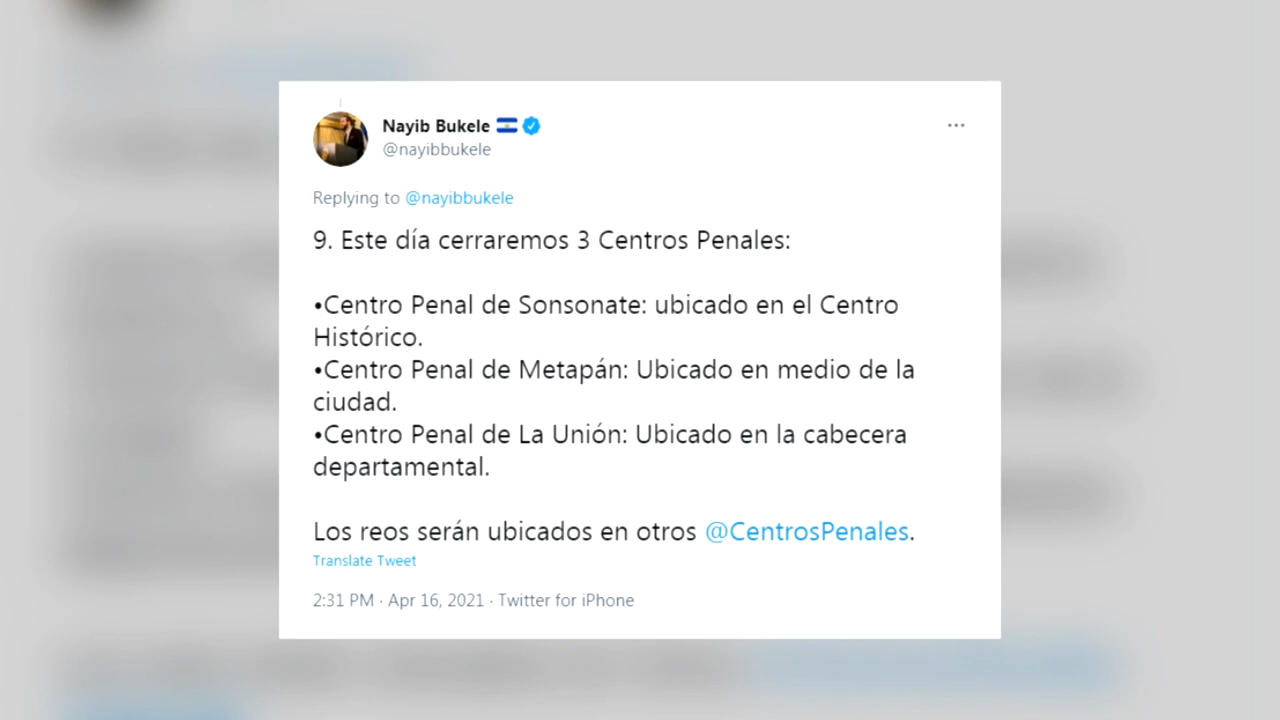 Nayib Bukele
@nayibbukele
Replying to @nayibbukele
9. Este día cerraremos 3 Centros Penales:
•Centro Penal de Sonsonate: ubicado en el Centro
Histórico.
•Centro Penal de Metapán: Ubicado en medio de la
ciudad.
•Centro Penal de La Unión: Ubicado en la cabecera
departamental.
Los reos serán ubicados en otros @CentrosPenales.
Translate Tweet
2:31 PM · Apr 16, 2021 · Twitter for iPhone